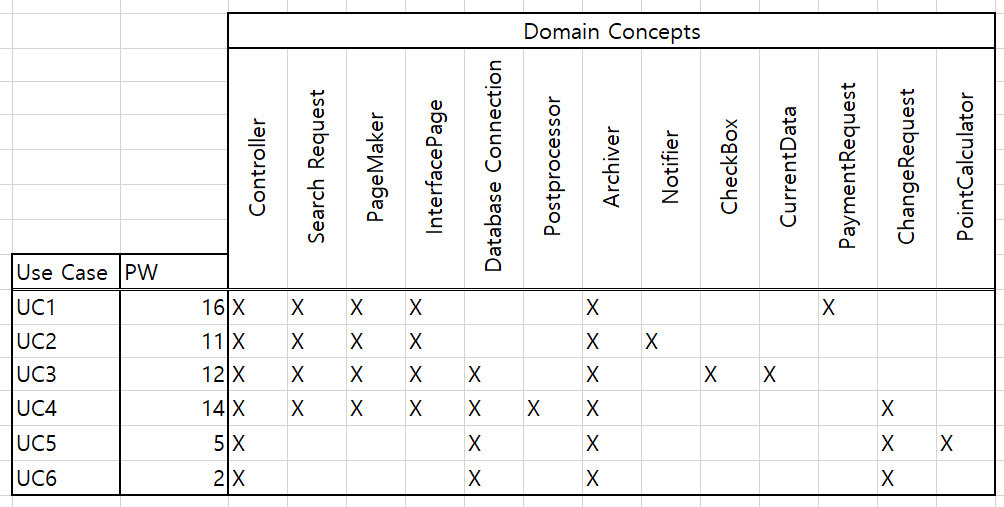 Domain Concepts
Controller
Search Request
PageMaker
InterfacePage
Database Connection
Postprocessor
Archiver
Notifier
CheckBox
CurrentData
PaymentRequest
ChangeRequest
PointCalculator
Use Case PW
UC1 16 X X X X X X
UC2 11 X X X X X X
UC3 12 X X X X X X X X
UC4 14 X X X X X X X X
UC5 5 X X X X X
UC6 2 X X X X